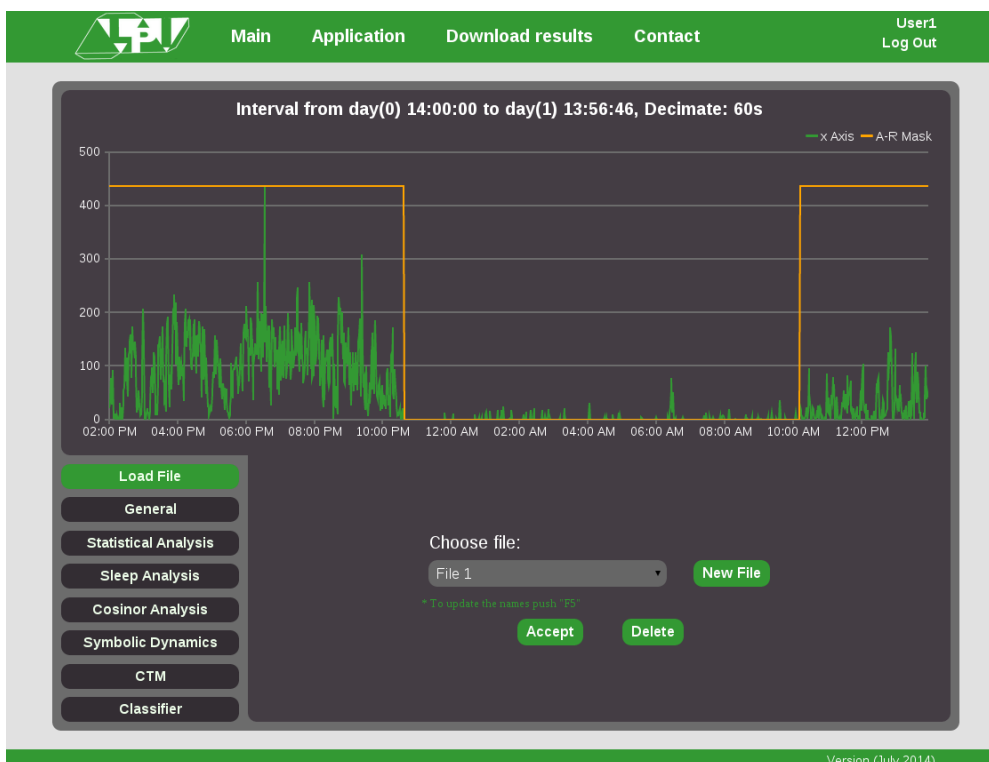 LPU
Main Application Download results Contact
User1
Log Out
Interval from day(0) 14:00:00 to day(1) 13:56:46, Decimate: 60s
x Axis A-R Mask
500
400
300
200
100
0
02:00 PM 04:00 PM 06:00 PM 08:00 PM 10:00 PM 12:00 AM 02:00 AM 04:00 AM 06:00 AM 08:00 AM 10:00 AM 12:00 PM
Load File
General
Statistical Analysis
Sleep Analysis
Cosinor Analysis
Symbolic Dynamics
CTM
Classifier
Choose file:
File 1
New File
* To update the names push "F5"
Accept Delete
Version (July 2014)